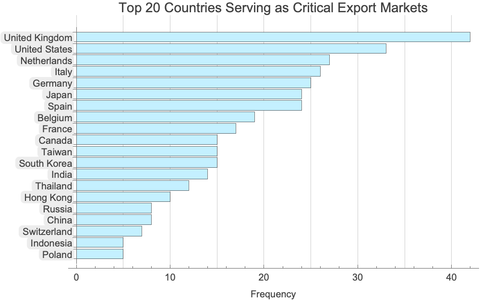 Top 20 Countries Serving as Critical Export Markets
United Kingdom
United States
Netherlands
Italy
Germany
Japan
Spain
Belgium
France
Canada
Taiwan
South Korea
India
Thailand
Hong Kong
Russia
China
Switzerland
Indonesia
Poland
0 10 20 30 40
Frequency